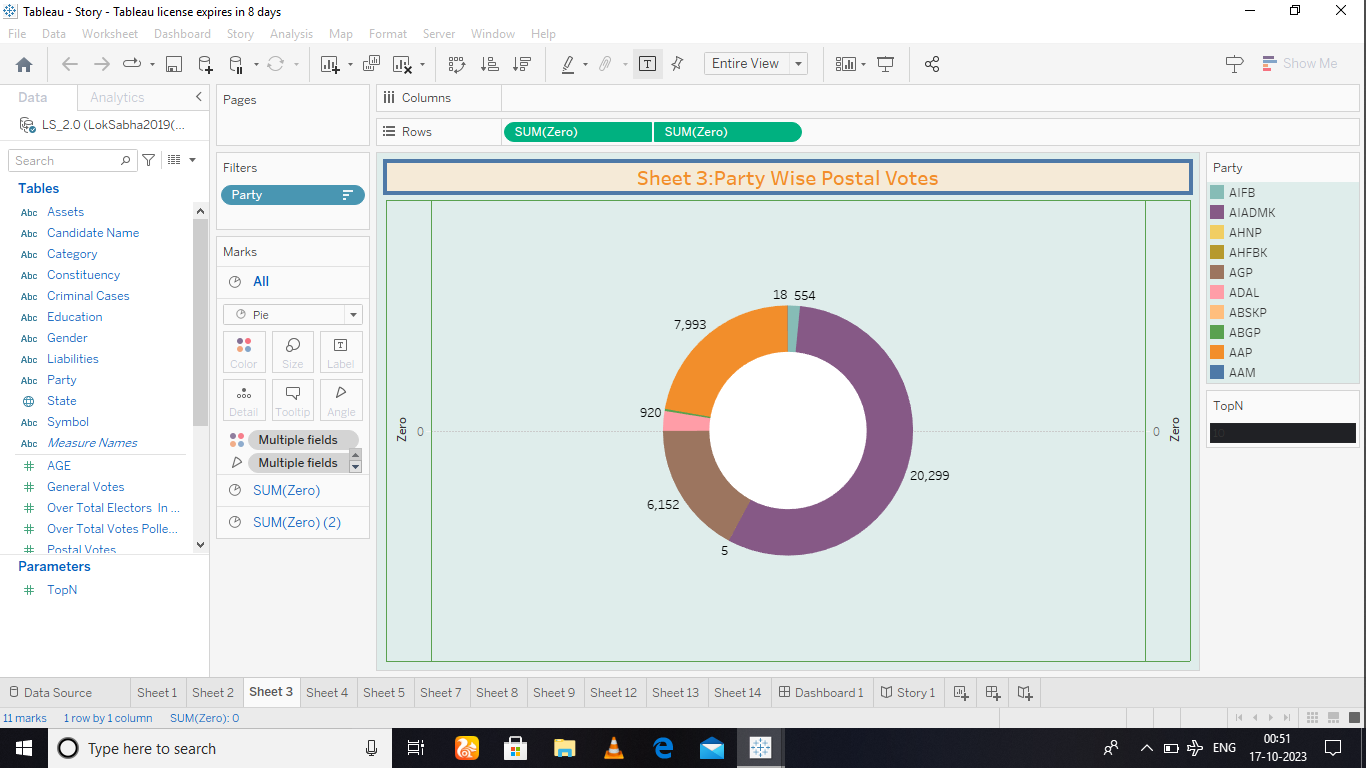 Tableau - Story - Tableau license expires in 8 days
File Data Worksheet Dashboard Story Analysis Map Format Server Window Help
Entire View
Show Me
Data Analytics
LS_2.0 (LokSabha2019(...
Search
Tables
Abc Assets
Abc Candidate Name
Abc Category
Abc Constituency
Abc Criminal Cases
Abc Education
Abc Gender
Abc Liabilities
Abc Party
State
Abc Symbol
Abc Measure Names
# AGE
# General Votes
# Over Total Electors In ...
# Over Total Votes Polle...
# Postal Votes
Parameters
# TopN
Pages
Filters
Party
Marks
All
Pie
Color Size Label
Detail Tooltip Angle
Multiple fields
Multiple fields
SUM(Zero)
SUM(Zero) (2)
Columns
Rows SUM(Zero) SUM(Zero)
Sheet 3:Party Wise Postal Votes
18 554
7,993
920
Zero 0
0 Zero
20,299
6,152
5
Party
AIFB
AIADMK
AHNP
AHFBK
AGP
ADAL
ABSKP
ABGP
AAP
AAM
TopN
Data Source Sheet 1 Sheet 2 Sheet 3 Sheet 4 Sheet 5 Sheet 7 Sheet 8 Sheet 9 Sheet 12 Sheet 13 Sheet 14 Dashboard 1 Story 1
11 marks 1 row by 1 column SUM(Zero): 0
Type here to search
ENG
00:51
17-10-2023